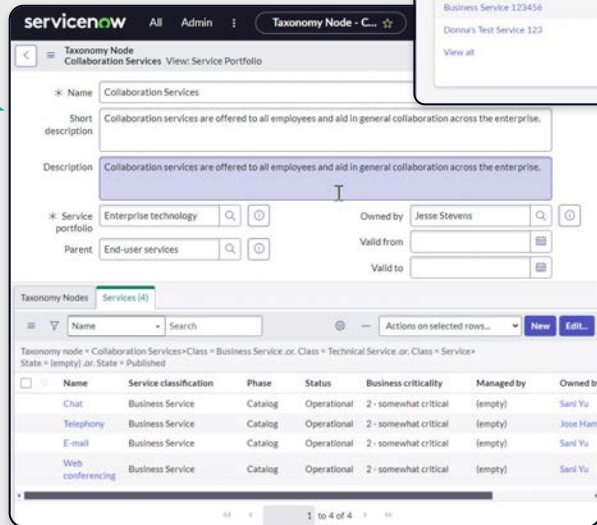 Business Service 123456
Donna's Test Service 123
View all
servicenow All Admin Taxonomy Node - C...
Taxonomy Node
Collaboration Services View: Service Portfolio
* Name Collaboration Services
Short description Collaboration services are offered to all employees and aid in general collaboration across the enterprise.
Description Collaboration services are offered to all employees and aid in general collaboration across the enterprise.
* Service portfolio Enterprise technology Owned by Jesse Stevens
Valid from
Parent End-user services
Valid to
Taxonomy Nodes Services (4)
Name Search Actions on selected rows... New Edit...
Taxonomy node = Collaboration Services>Class = Business Service .or. Class = Technical Service .or. Class = Service>
State = (empty) .or. State = Published
Name Service classification Phase Status Business criticality Managed by Owned b
Chat Business Service Catalog Operational 2 - somewhat critical (empty) Sani Yu
Telephony Business Service Catalog Operational 2 - somewhat critical (empty) Jose Ham
E-mail Business Service Catalog Operational 2 - somewhat critical (empty) Sani Yu
Web conferencing Business Service Catalog Operational 2 - somewhat critical (empty) Sani Yu
1 to 4 of 4